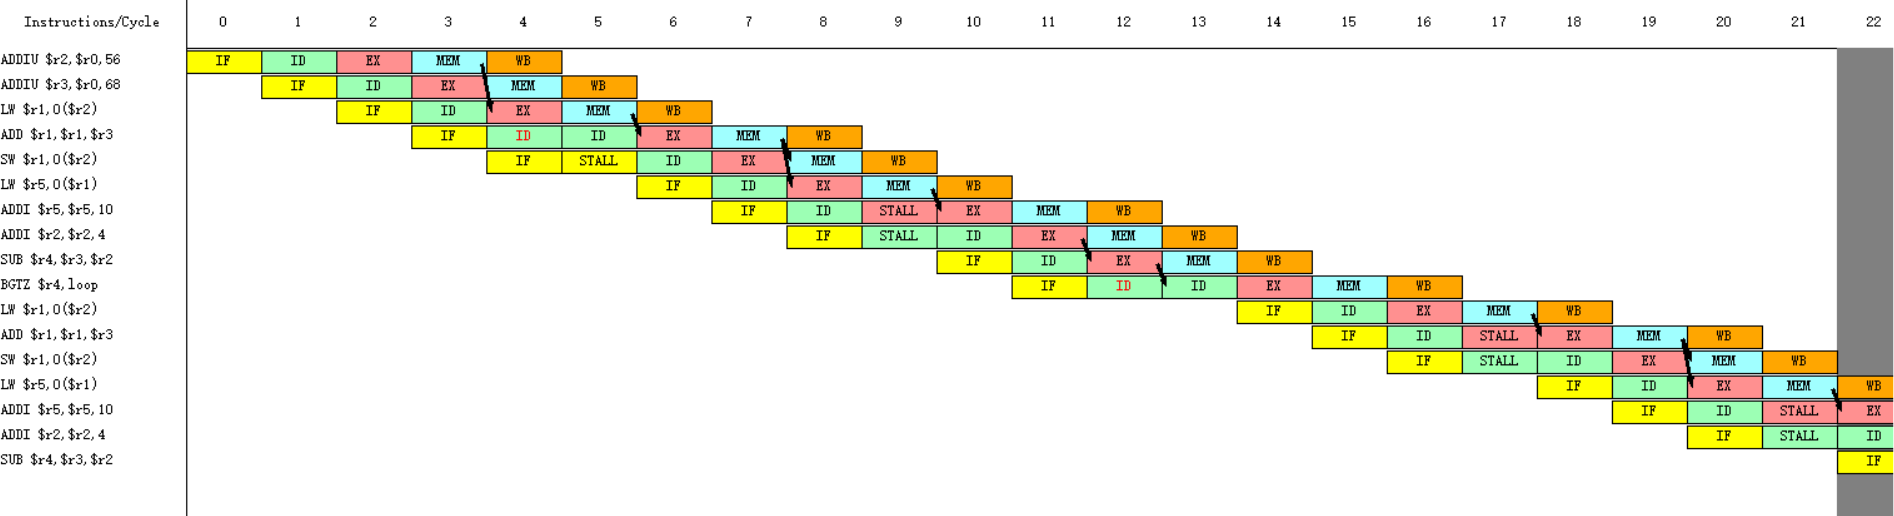 Instructions/Cycle 0 1 2 3 4 5 6 7 8 9 10 11 12 13 14 15 16 17 18 19 20 21 22
ADDIU $r2,$r0,56 IF ID EX MEM WB
ADDIU $r3,$r0,68 IF ID EX MEM WB
LW $r1,0($r2) IF ID EX MEM WB
ADD $r1,$r1,$r3 IF ID ID EX MEM WB
SW $r1,0($r2) IF STALL ID EX MEM WB
LW $r5,0($r1) IF ID EX MEM WB
ADDI $r5,$r5,10 IF ID STALL EX MEM WB
ADDI $r2,$r2,4 IF STALL ID EX MEM WB
SUB $r4,$r3,$r2 IF ID EX MEM WB
BGTZ $r4,loop IF ID ID EX MEM WB
LW $r1,0($r2) IF ID EX MEM WB
ADD $r1,$r1,$r3 IF ID STALL EX MEM WB
SW $r1,0($r2) IF STALL ID EX MEM WB
LW $r5,0($r1) IF ID EX MEM WB
ADDI $r5,$r5,10 IF ID STALL EX
ADDI $r2,$r2,4 IF STALL ID
SUB $r4,$r3,$r2 IF